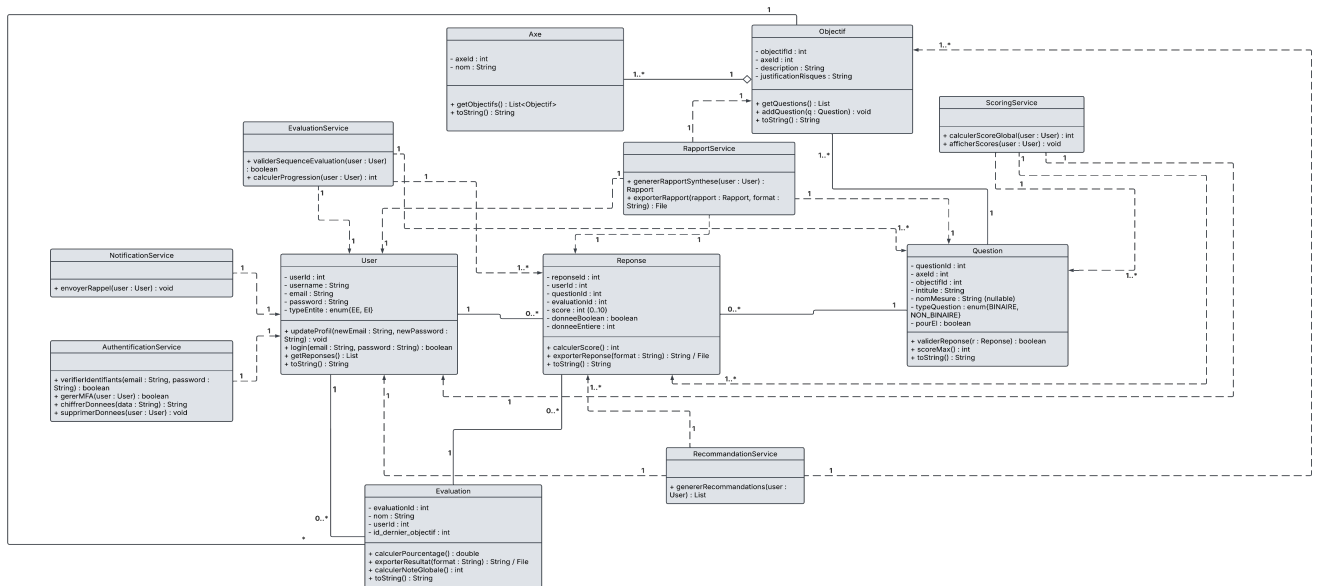 1
Axe
- axeId : int
- nom : String
+ getObjectifs() : List<Objectif>
+ toString() : String
1..*
1
Objectif
- objectifId : int
- axeId : int
- description : String
- justificationRisques : String
+ getQuestions() : List
+ addQuestion(q : Question) : void
+ toString() : String
1..*
ScoringService
+ calculerScoreGlobal(user : User) : int
+ afficherScores(user : User) : void
1
1
1
EvaluationService
+ validerSequenceEvaluation(user : User)
: boolean
+ calculerProgression(user : User) : int
1
1
1
RapportService
+ genererRapportSynthese(user : User) :
Rapport
+ exporterRapport(rapport : Rapport, format :
String) : File
1
1
1
1
1
1
1
1
1..*
1
1..*
1
1..*
1..*
NotificationService
+ envoyerRappel(user : User) : void
1
1
AuthentificationService
+ verifierIdentifiants(email : String, password :
String) : boolean
+ gererMFA(user : User) : boolean
+ chiffrerDonnees(data : String) : String
+ supprimerDonnees(user : User) : void
1
1
User
- userId : int
- username : String
- email : String
- password : String
- typeEntite : enum{EE, EI}
+ updateProfil(newEmail : String, newPassword :
String) : void
+ login(email : String, password : String) : boolean
+ getReponses() : List
+ toString() : String
1
0..*
Reponse
- reponseId : int
- userId : int
- questionId : int
- evaluationId : int
- score : int (0..10)
- donneeBoolean : boolean
- donneeEntiere : int
+ calculerScore() : int
+ exporterReponse(format : String) : String / File
+ toString() : String
0..*
1
Question
- questionId : int
- axeId : int
- objectifId : int
- intitule : String
- nomMesure : String {nullable}
- typeQuestion : enum{BINAIRE,
NON_BINAIRE}
- pourEI : boolean
+ validerReponse(r : Reponse) : boolean
+ scoreMax() : int
+ toString() : String
1..*
1
1
1..*
1
0..*
1
1
RecommandationService
+ genererRecommandations(user :
User) : List
1
1
1
Evaluation
- evaluationId : int
- nom : String
- userId : int
- id_dernier_objectif : int
+ calculerPourcentage() : double
+ exporterResultat(format : String) : String / File
+ calculerNoteGlobale() : int
+ toString() : String
0..*
*